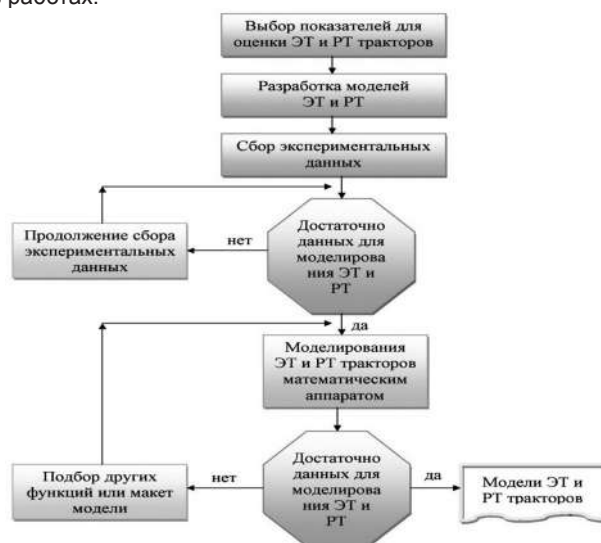 работах.
Выбор показателей для
оценки ЭТ и РТ тракторов
Разработка моделей
ЭТ и РТ
Сбор экспериментальных
данных
Достаточно
данных для
моделирова
ния ЭТ и
РТ
нет
Продолжение сбора
экспериментальных
данных
да
Моделирования
ЭТ и РТ тракторов
математическим
аппаратом
Достаточно
данных для
моделирова
ния ЭТ и
РТ
нет
Подбор других
функций или макет
модели
да
Модели ЭТ и
РТ тракторов